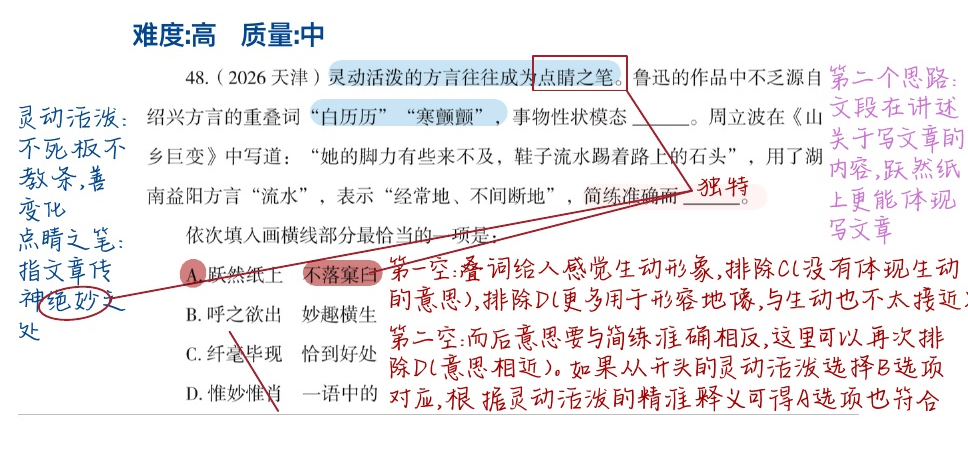 难度:高 质量:中
48.（2026 天津）灵动活泼的方言往往成为点睛之笔。鲁迅的作品中不乏源自
绍兴方言的重叠词“白历历”“寒颤颤”，事物性状模态______。周立波在《山
乡巨变》中写道：“她的脚力有些来不及，鞋子流水踢着路上的石头”，用了湖
南益阳方言“流水”，表示“经常地、不间断地”，简练准确而______。
独特
依次填入画横线部分最恰当的一项是：
A. 跃然纸上 不落窠臼
B. 呼之欲出 妙趣横生
C. 纤毫毕现 恰到好处
D. 惟妙惟肖 一语中的
灵动活泼:
不死板不
教条,善
变化
点睛之笔:
指文章传
神绝妙之
处
第二个思路:
文段在讲述
关于写文章的
内容,跃然纸
上更能体现
写文章
第一空:叠词给人感觉生动形象,排除C(没有体现生动
的意思),排除D(更多用于形容地像,与生动也不太接近)
第二空:而后意思要与简练准确相反,这里可以再次排
除D(意思相近)。如果从开头的灵动活泼选择B选项
对应,根据灵动活泼的精准释义可得A选项也符合